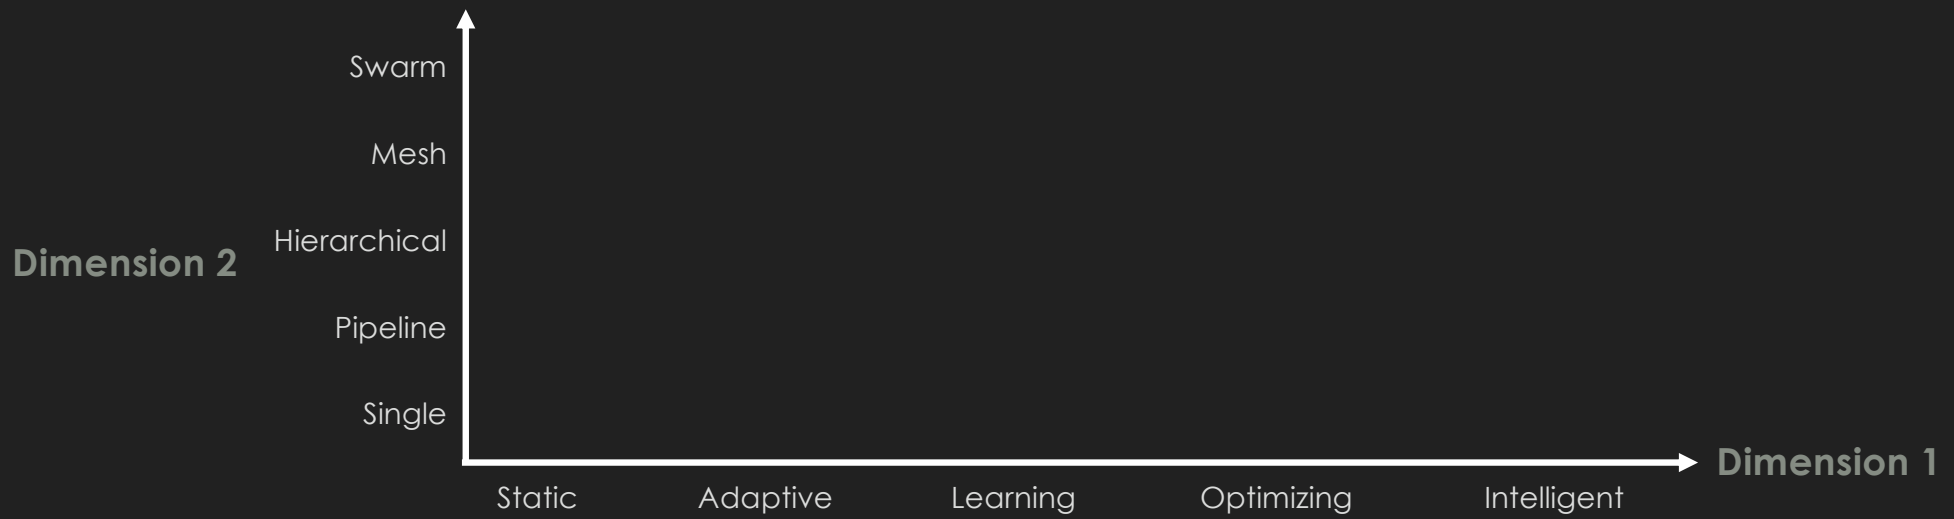 Swarm
Mesh
Hierarchical
Dimension 2
Pipeline
Single
Dimension 1
Static
Adaptive
Learning
Optimizing
Intelligent